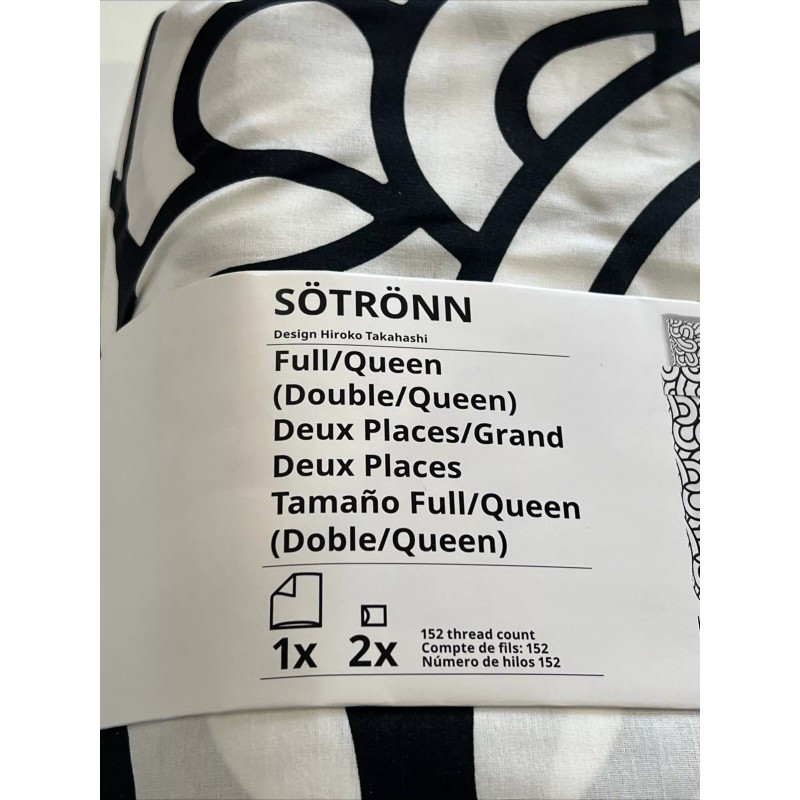 SÖTRÖNN
Design Hiroko Takahashi
Full/Queen
(Double/Queen)
Deux Places/Grand
Deux Places
Tamaño Full/Queen
(Doble/Queen)
1x
2x
152 thread count
Compte de fils: 152
Número de hilos 152